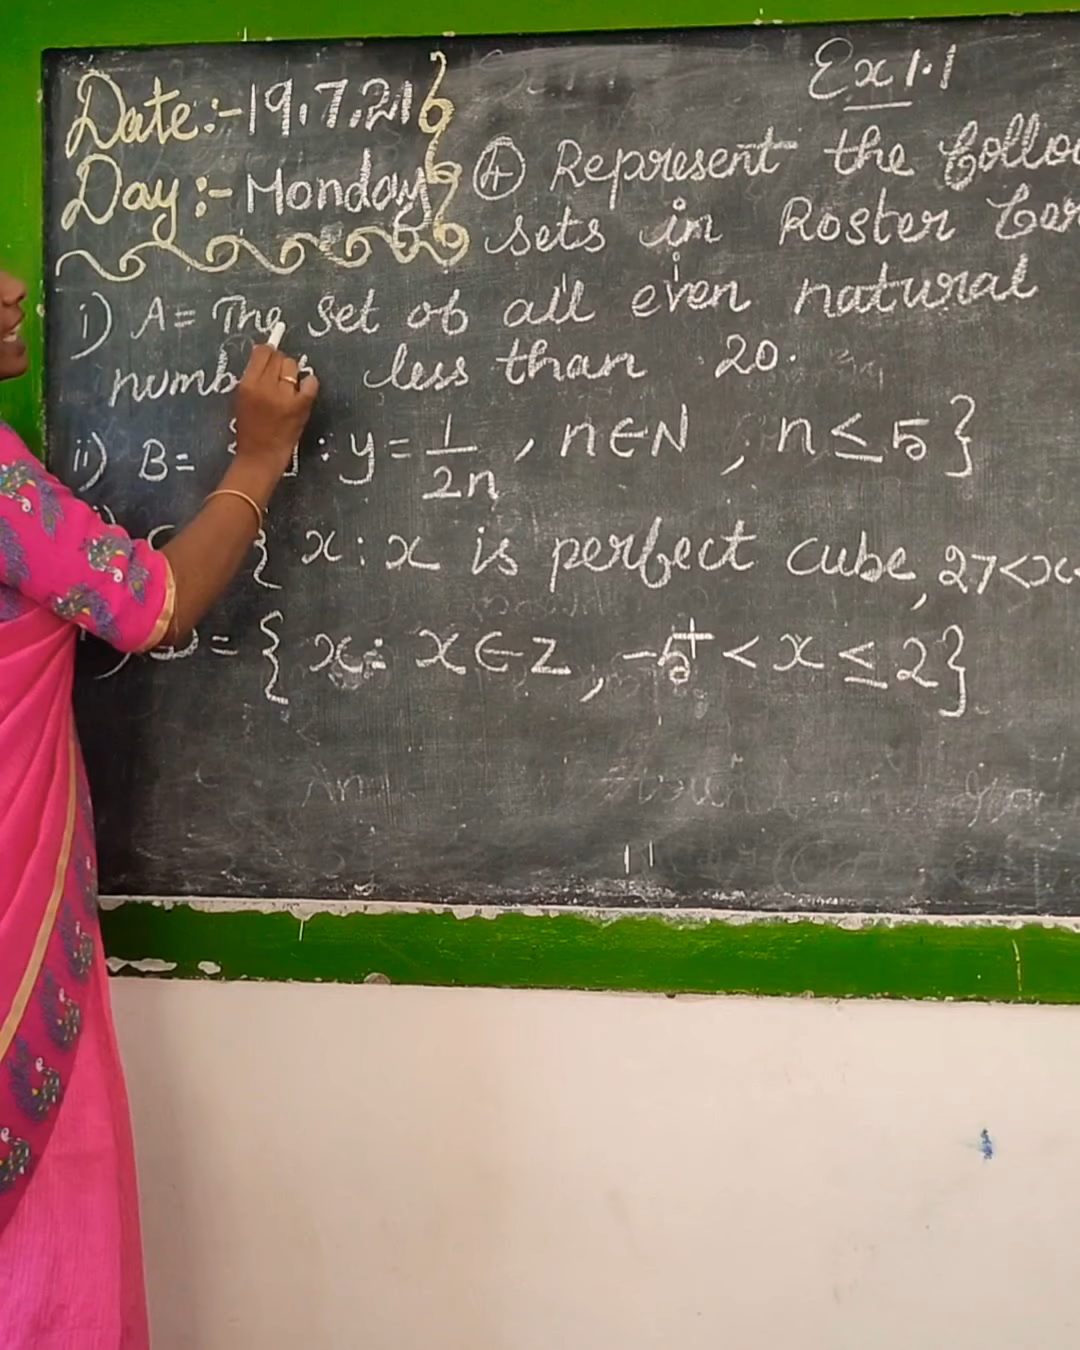 Ex 1.1
Date:-19.7.21
Day:- Monday
④ Represent the follo
sets in Roster for
i) A= The set of all even natural
less than 20.
ii) B= : y = 1/2n , n∈N , n ≤ 5}
{ x : x is perfect cube, 27<x<
= { x: x∈Z , -5 < x ≤ 2}